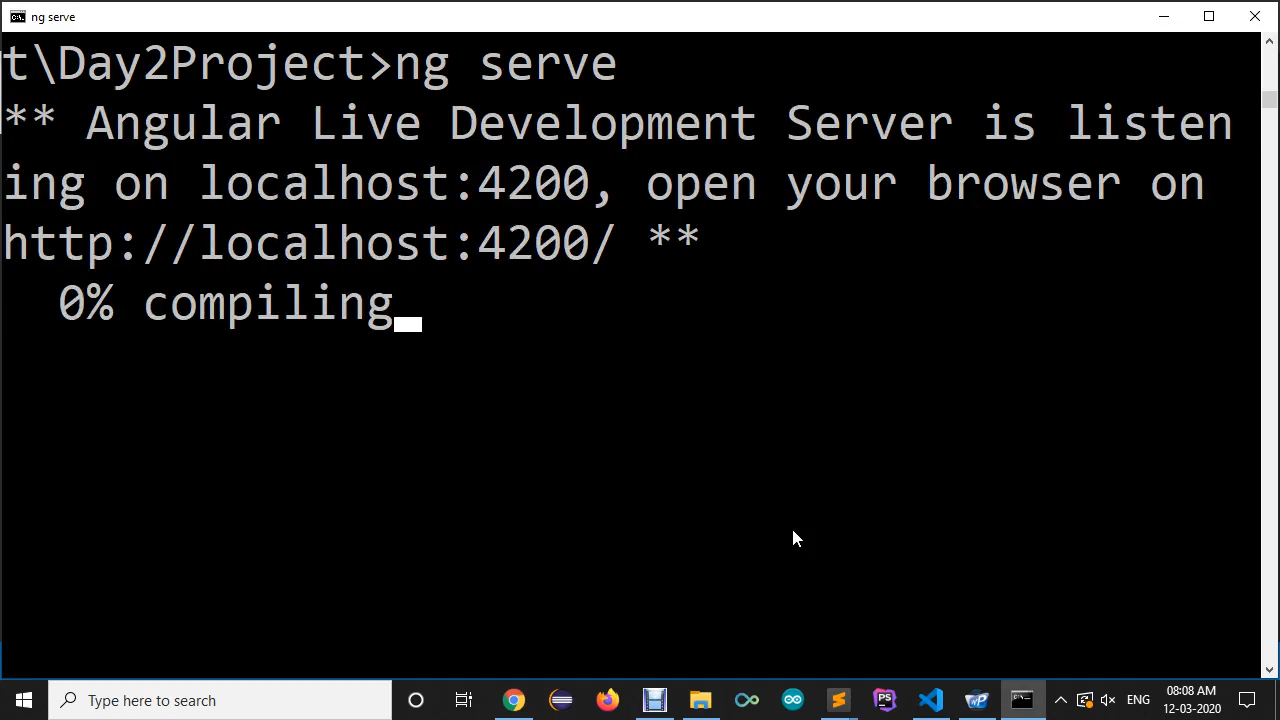 ng serve
t\Day2Project>ng serve
** Angular Live Development Server is listen
ing on localhost:4200, open your browser on
http://localhost:4200/ **
0% compiling
Type here to search
ENG
08:08 AM
12-03-2020